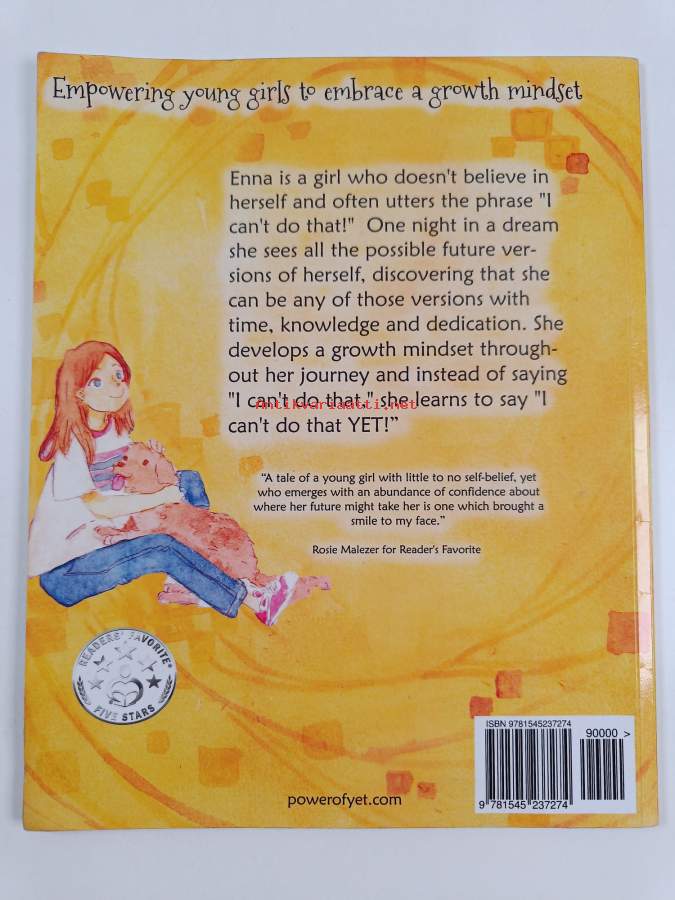 Empowering young girls to embrace a growth mindset
Enna is a girl who doesn't believe in
herself and often utters the phrase "I
can't do that!" One night in a dream
she sees all the possible future ver-
sions of herself, discovering that she
can be any of those versions with
time, knowledge and dedication. She
develops a growth mindset through-
out her journey and instead of saying
"I can't do that," she learns to say "I
Antikvariaatti.net
can't do that YET!”
“A tale of a young girl with little to no self-belief, yet
who emerges with an abundance of confidence about
where her future might take her is one which brought a
smile to my face.”
Rosie Malezer for Reader's Favorite
READERS' FAVORITE®
FIVE STARS
ISBN 9781545237274
90000 >
9 781545 237274
powerofyet.com